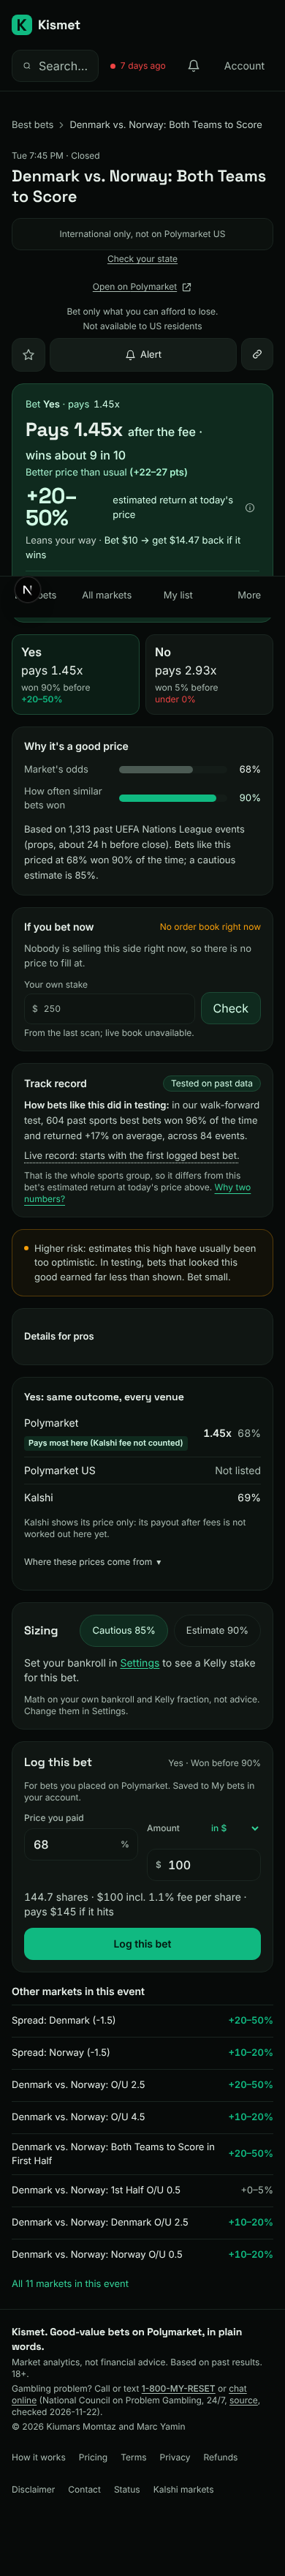 Kismet
Search...
7 days ago
Account
Best bets > Denmark vs. Norway: Both Teams to Score
Tue 7:45 PM · Closed
Denmark vs. Norway: Both Teams
to Score
International only, not on Polymarket US
Check your state
Open on Polymarket
Bet only what you can afford to lose.
Not available to US residents
Alert
Bet Yes · pays 1.45x
Pays 1.45x after the fee ·
wins about 9 in 10
Better price than usual (+22–27 pts)
+20–
50%
estimated return at today's
price
Leans your way · Bet $10 → get $14.47 back if it
wins
N
bets
All markets
My list
More
Yes
pays 1.45x
won 90% before
+20–50%
No
pays 2.93x
won 5% before
under 0%
Why it's a good price
Market's odds
68%
How often similar
bets won
90%
Based on 1,313 past UEFA Nations League events
(props, about 24 h before close). Bets like this
priced at 68% won 90% of the time; a cautious
estimate is 85%.
If you bet now
No order book right now
Nobody is selling this side right now, so there is no
price to fill at.
Your own stake
$ 250
Check
From the last scan; live book unavailable.
Track record
Tested on past data
How bets like this did in testing: in our walk-forward
test, 604 past sports best bets won 96% of the time
and returned +17% on average, across 84 events.
Live record: starts with the first logged best bet.
That is the whole sports group, so it differs from this
bet's estimated return at today's price above. Why two
numbers?
Higher risk: estimates this high have usually been
too optimistic. In testing, bets that looked this
good earned far less than shown. Bet small.
Details for pros
Yes: same outcome, every venue
Polymarket
Pays most here (Kalshi fee not counted)
1.45x 68%
Polymarket US
Not listed
Kalshi
69%
Kalshi shows its price only: its payout after fees is not
worked out here yet.
Where these prices come from ▾
Sizing
Cautious 85%
Estimate 90%
Set your bankroll in Settings to see a Kelly stake
for this bet.
Math on your own bankroll and Kelly fraction, not advice.
Change them in Settings.
Log this bet
Yes · Won before 90%
For bets you placed on Polymarket. Saved to My bets in
your account.
Price you paid
68 %
Amount
in $
$ 100
144.7 shares · $100 incl. 1.1% fee per share ·
pays $145 if it hits
Log this bet
Other markets in this event
Spread: Denmark (-1.5)
+20–50%
Spread: Norway (-1.5)
+10–20%
Denmark vs. Norway: O/U 2.5
+20–50%
Denmark vs. Norway: O/U 4.5
+10–20%
Denmark vs. Norway: Both Teams to Score in
First Half
+20–50%
Denmark vs. Norway: 1st Half O/U 0.5
+0–5%
Denmark vs. Norway: Denmark O/U 2.5
+10–20%
Denmark vs. Norway: Norway O/U 0.5
+10–20%
All 11 markets in this event
Kismet. Good-value bets on Polymarket, in plain
words.
Market analytics, not financial advice. Based on past results.
18+.
Gambling problem? Call or text 1-800-MY-RESET or chat
online (National Council on Problem Gambling, 24/7, source,
checked 2026-11-22).
© 2026 Kiumars Momtaz and Marc Yamin
How it works
Pricing
Terms
Privacy
Refunds
Disclaimer
Contact
Status
Kalshi markets